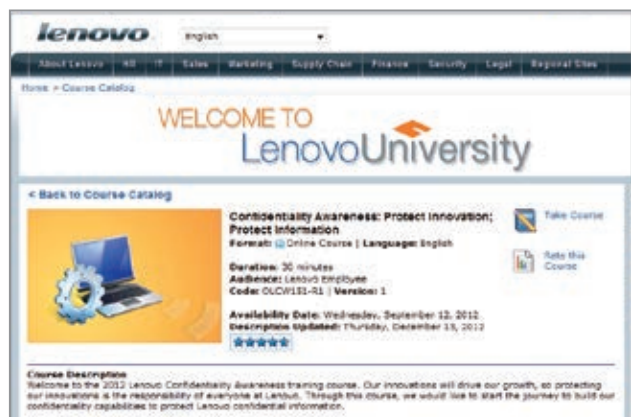 lenovo
English
About Lenovo HR IT Sales Marketing Supply Chain Finance Security Legal Regional Sites
Home > Course Catalog
WELCOME TO
LenovoUniversity
< Back to Course Catalog
Confidentiality Awareness: Protect Innovation;
Protect Information
Format: Online Course | Language: English
Duration: 30 minutes
Audience: Lenovo Employee
Code: OLCW131-R1 | Version: 1
Availability Date: Wednesday, September 12, 2012
Description Updated: Thursday, December 13, 2012
Take Course
Rate this
Course
Course Description
Welcome to the 2012 Lenovo Confidentiality Awareness training course. Our innovations will drive our growth, so protecting
our innovations is the responsibility of everyone at Lenovo. Through this course, we would like to start the journey to build our
confidentiality capabilities to protect Lenovo confidential information.